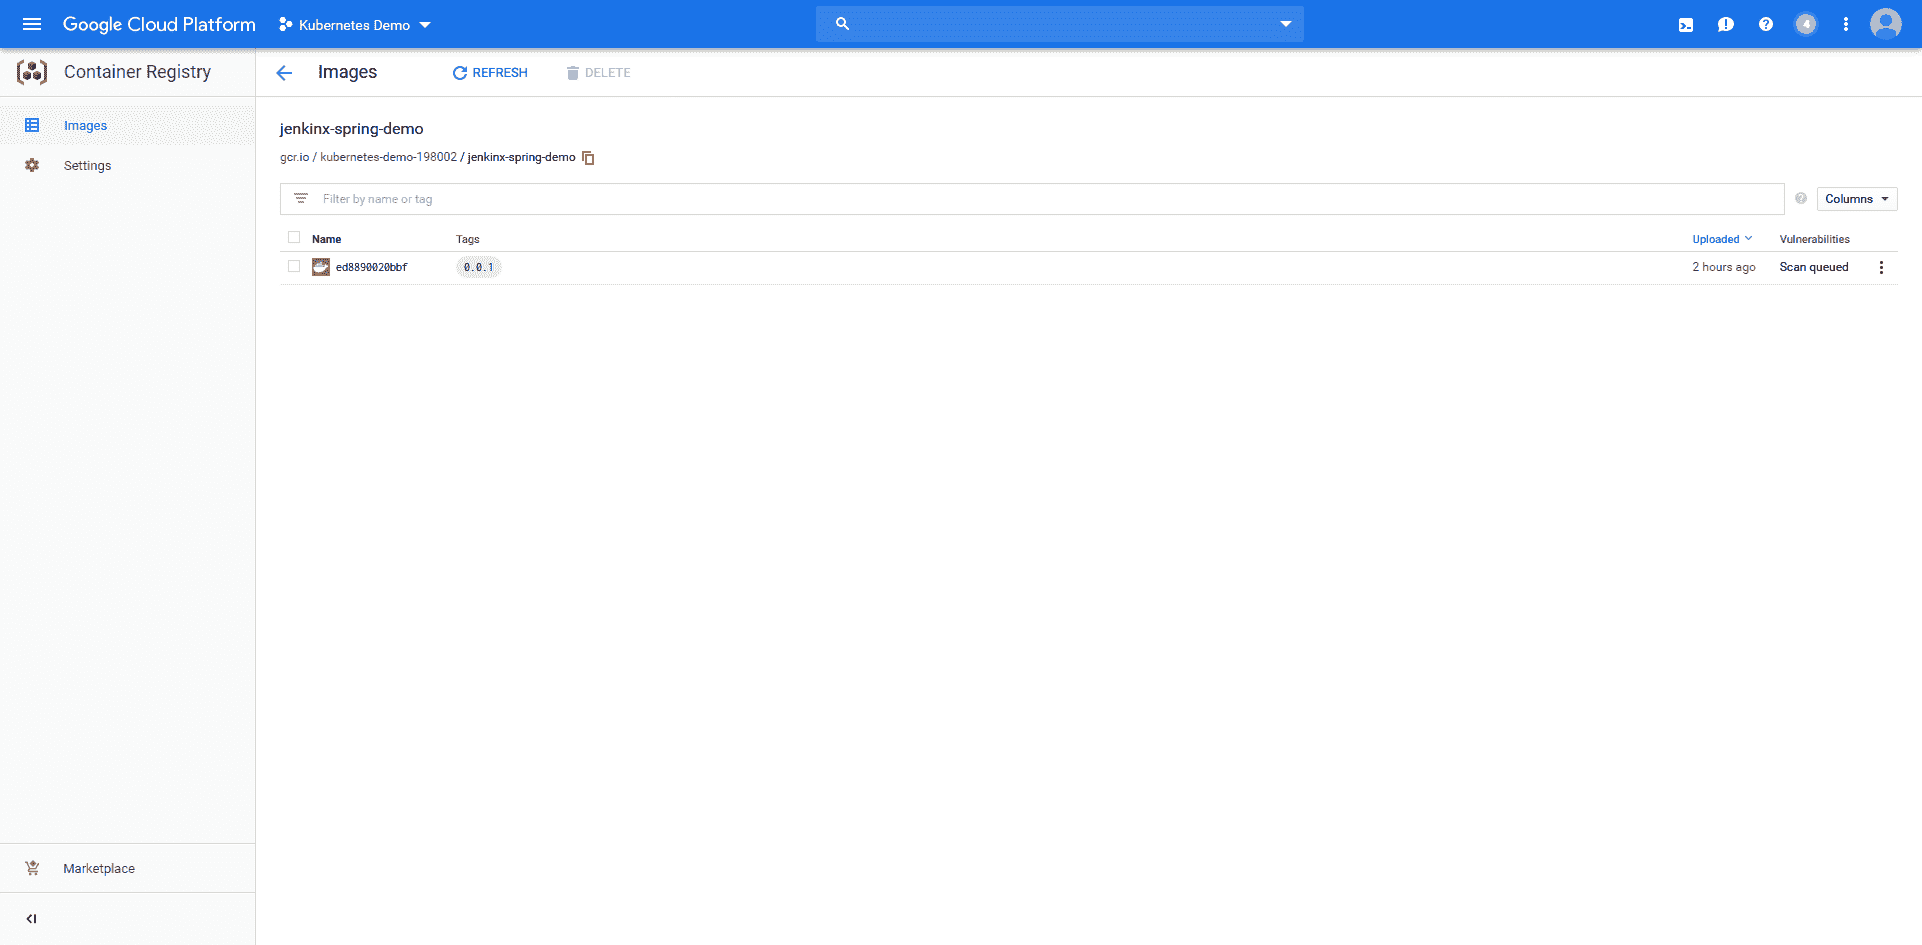 Google Cloud Platform Kubernetes Demo 4
Container Registry
Images
Settings
Marketplace
Images REFRESH DELETE
jenkinx-spring-demo
gcr.io / kubernetes-demo-198002 / jenkinx-spring-demo
Filter by name or tag Columns
Name Tags Uploaded Vulnerabilities
ed8890020bbf 0.0.1 2 hours ago Scan queued